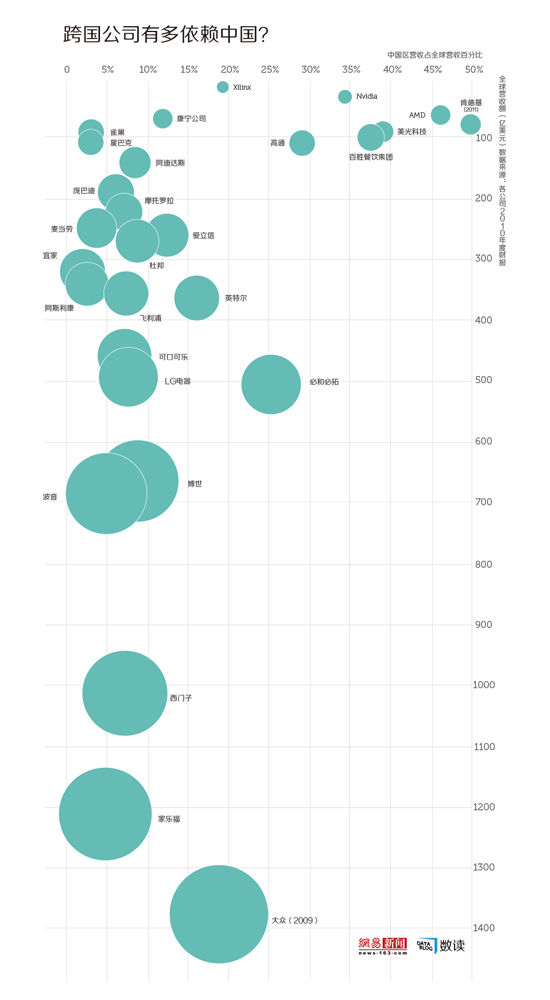 跨国公司有多依赖中国?
中国区营收占全球营收百分比
0 5% 10% 15% 20% 25% 30% 35% 40% 45% 50%
全球营收额（亿美元）数据来源：各公司2010年度财报
Xilinx
Nvidia
AMD
肯德基
(2011)
康宁公司
雀巢
星巴克
高通
美光科技
百胜餐饮集团
100
阿迪达斯
庞巴迪
摩托罗拉
200
麦当劳
爱立信
宜家
杜邦
300
阿斯利康
飞利浦
英特尔
400
可口可乐
LG电器
必和必拓
500
600
博世
波音
700
800
900
西门子
1000
1100
家乐福
1200
1300
大众（2009）
1400
网易新闻
news·163·com
DATA
BLOG
数读